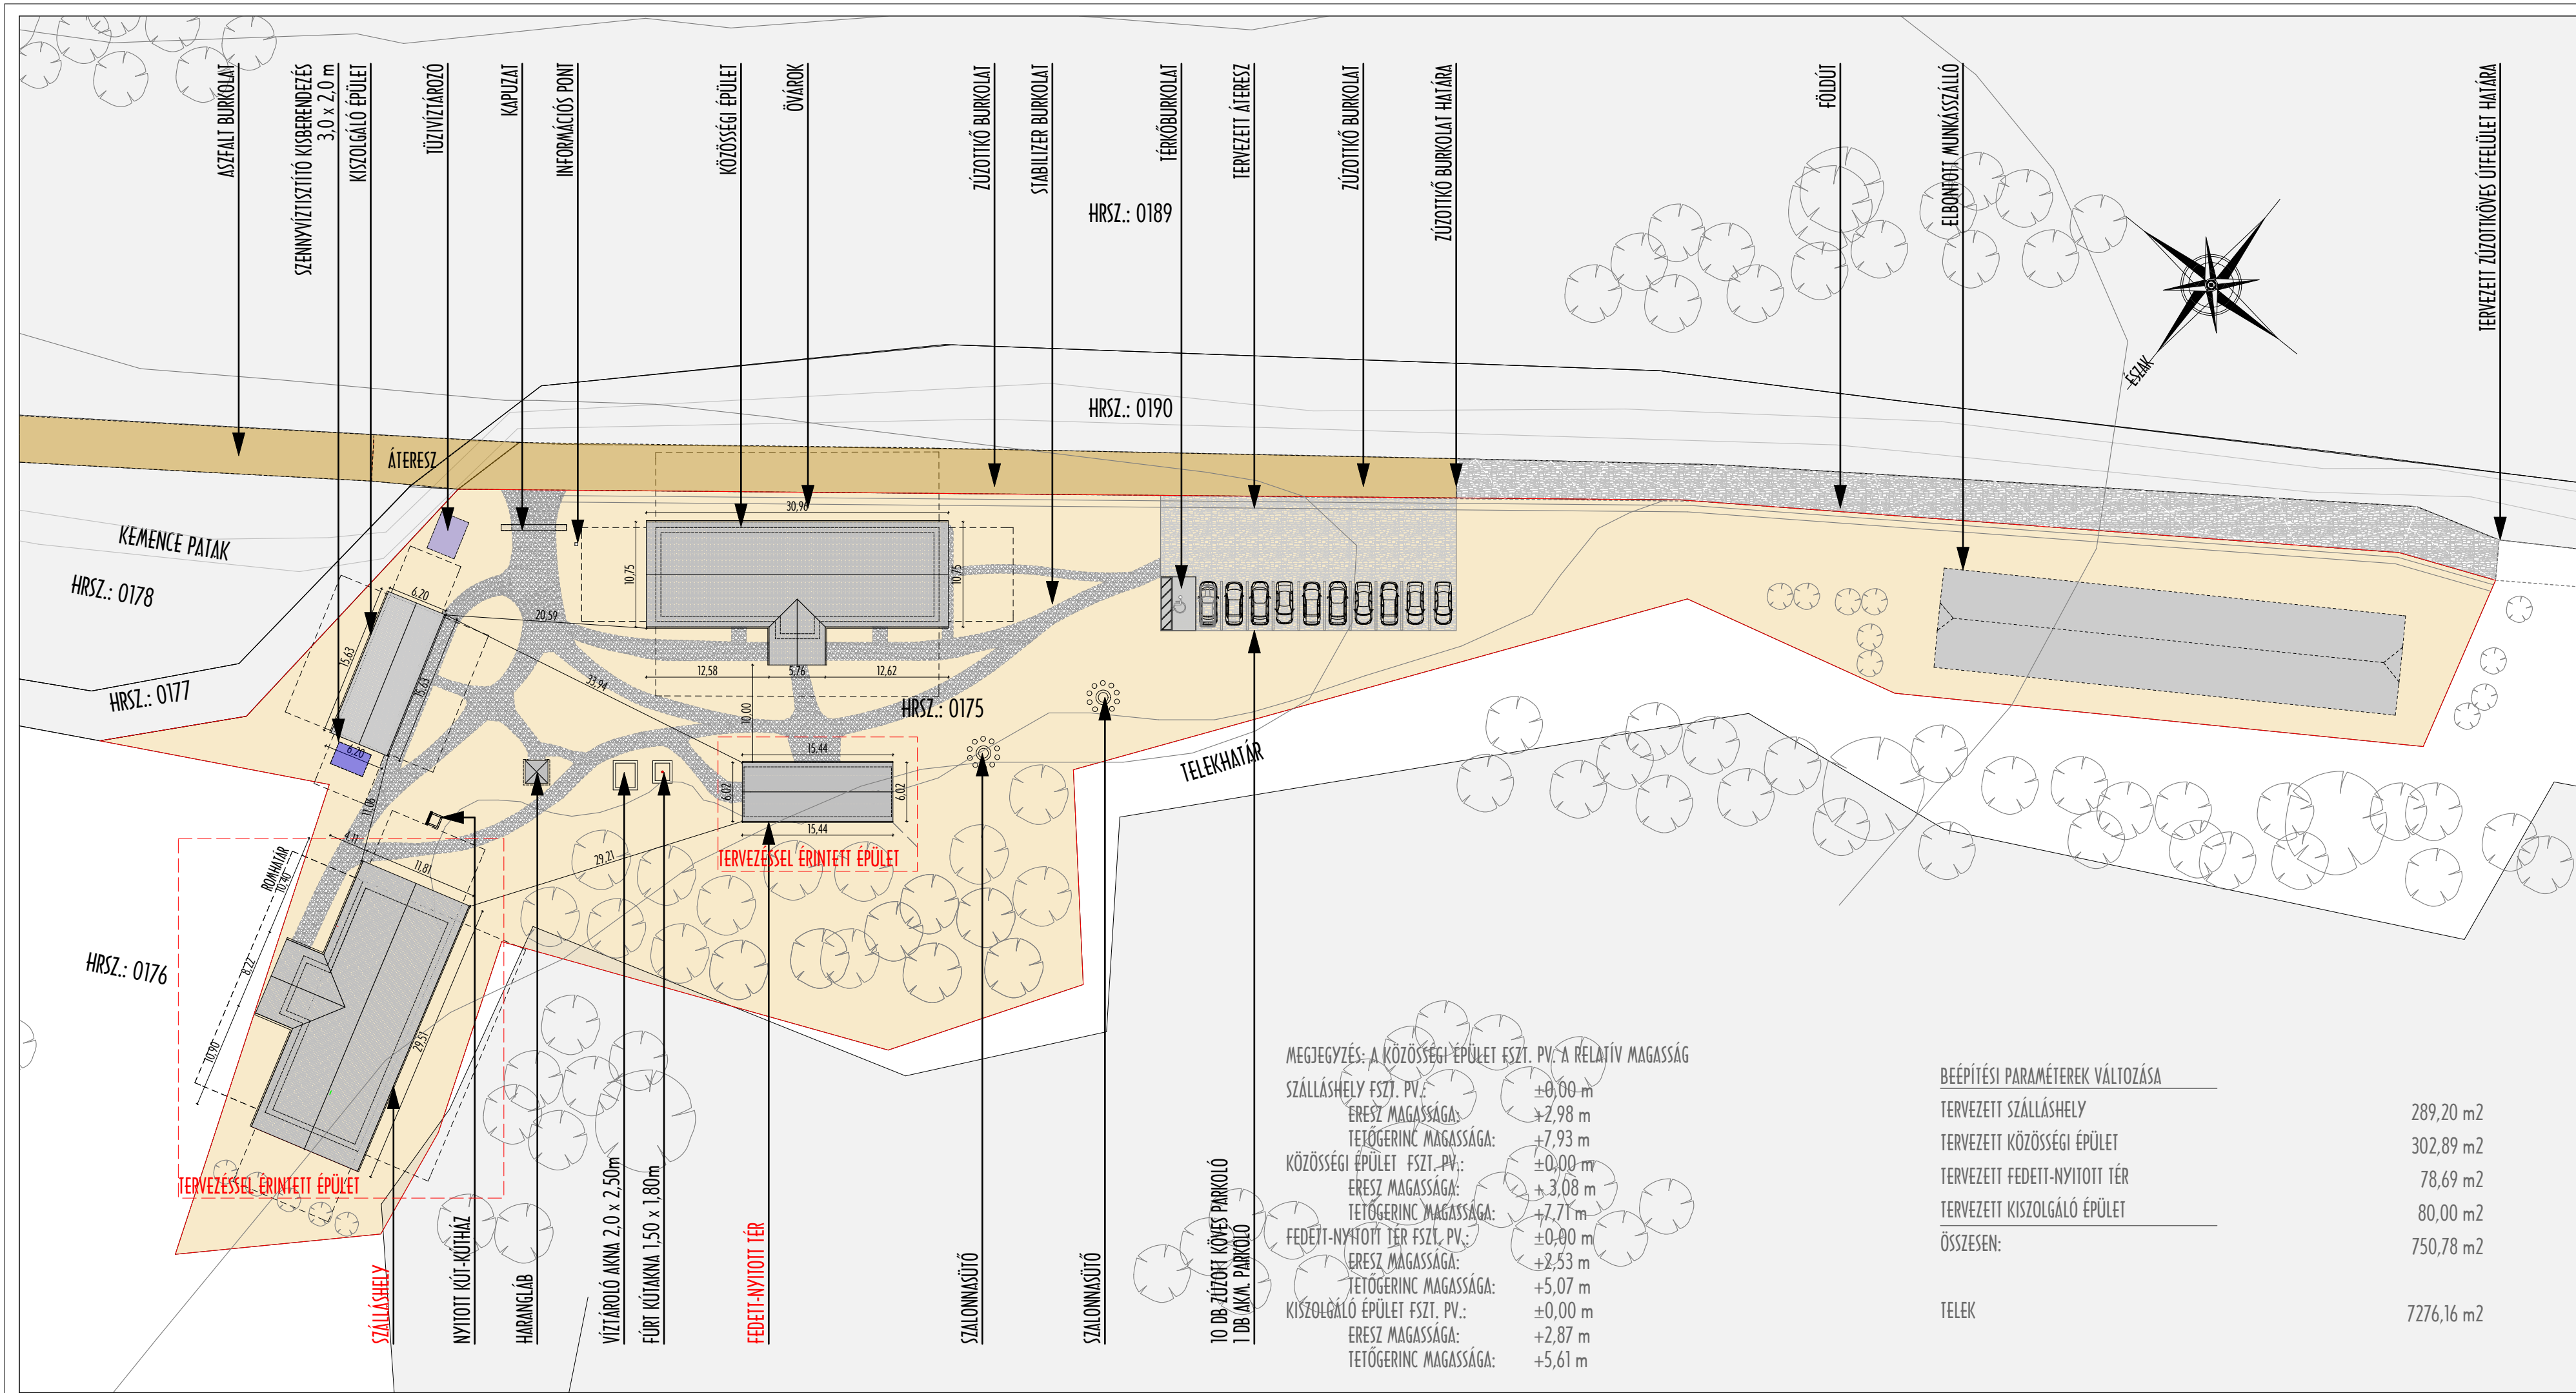 ASZFALT BURKOLAT
SZENNYVÍZTISZTÍTÓ KISBERENDEZÉS
3,0 x 2,0 m
KISZOLGÁLÓ ÉPÜLET
TŰZIVÍZTÁROZÓ
KAPUZAT
INFORMÁCIÓS PONT
KÖZÖSSÉGI ÉPÜLET
ÖVÁROK
ZÚZOTTKŐ BURKOLAT
STABILIZER BURKOLAT
TÉRKŐBURKOLAT
TERVEZETT ÁTERESZ
ZÚZOTTKŐ BURKOLAT
ZÚZOTTKŐ BURKOLAT HATÁRA
FÖLDÚT
ELBONTOTT MUNKÁSSZÁLLÓ
TERVEZETT ZÚZOTTKÖVES ÚTFELÜLET HATÁRA
HRSZ.: 0189
ÉSZAK
HRSZ.: 0190
ÁTERESZ
KEMENCE PATAK
HRSZ.: 0178
HRSZ.: 0177
30,96
10,75
10,75
6,20
20,59
15,63
15,63
12,58
5,76
12,62
33,94
10,00
HRSZ.: 0175
6,20
15,44
6,02
6,02
15,44
TELEKHATÁR
11,06
4,11
11,81
29,21
TERVEZÉSSEL ÉRINTETT ÉPÜLET
ROMHATÁR
10,40
HRSZ.: 0176
8,22
10,90
29,51
TERVEZÉSSEL ÉRINTETT ÉPÜLET
SZÁLLÁSHELY
NYITOTT KÚT-KÚTHÁZ
HARANGLÁB
VÍZTÁROLÓ AKNA 2,0 x 2,50m
FÚRT KÚTAKNA 1,50 x 1,80m
FEDETT-NYITOTT TÉR
SZALONNASÜTŐ
SZALONNASÜTŐ
10 DB ZÚZOTT KÖVES PARKOLÓ
1 DB AKM. PARKOLÓ
MEGJEGYZÉS: A KÖZÖSSÉGI ÉPÜLET FSZT. PV. A RELATÍV MAGASSÁG
SZÁLLÁSHELY FSZT. PV.: ±0,00 m
ERESZ MAGASSÁGA: +2,98 m
TETŐGERINC MAGASSÁGA: +7,93 m
KÖZÖSSÉGI ÉPÜLET FSZT. PV.: ±0,00 m
ERESZ MAGASSÁGA: + 3,08 m
TETŐGERINC MAGASSÁGA: +7,71 m
FEDETT-NYITOTT TÉR FSZT. PV.: ±0,00 m
ERESZ MAGASSÁGA: +2,53 m
TETŐGERINC MAGASSÁGA: +5,07 m
KISZOLGÁLÓ ÉPÜLET FSZT. PV.: ±0,00 m
ERESZ MAGASSÁGA: +2,87 m
TETŐGERINC MAGASSÁGA: +5,61 m
BEÉPÍTÉSI PARAMÉTEREK VÁLTOZÁSA
TERVEZETT SZÁLLÁSHELY 289,20 m2
TERVEZETT KÖZÖSSÉGI ÉPÜLET 302,89 m2
TERVEZETT FEDETT-NYITOTT TÉR 78,69 m2
TERVEZETT KISZOLGÁLÓ ÉPÜLET 80,00 m2
ÖSSZESEN: 750,78 m2
TELEK 7276,16 m2